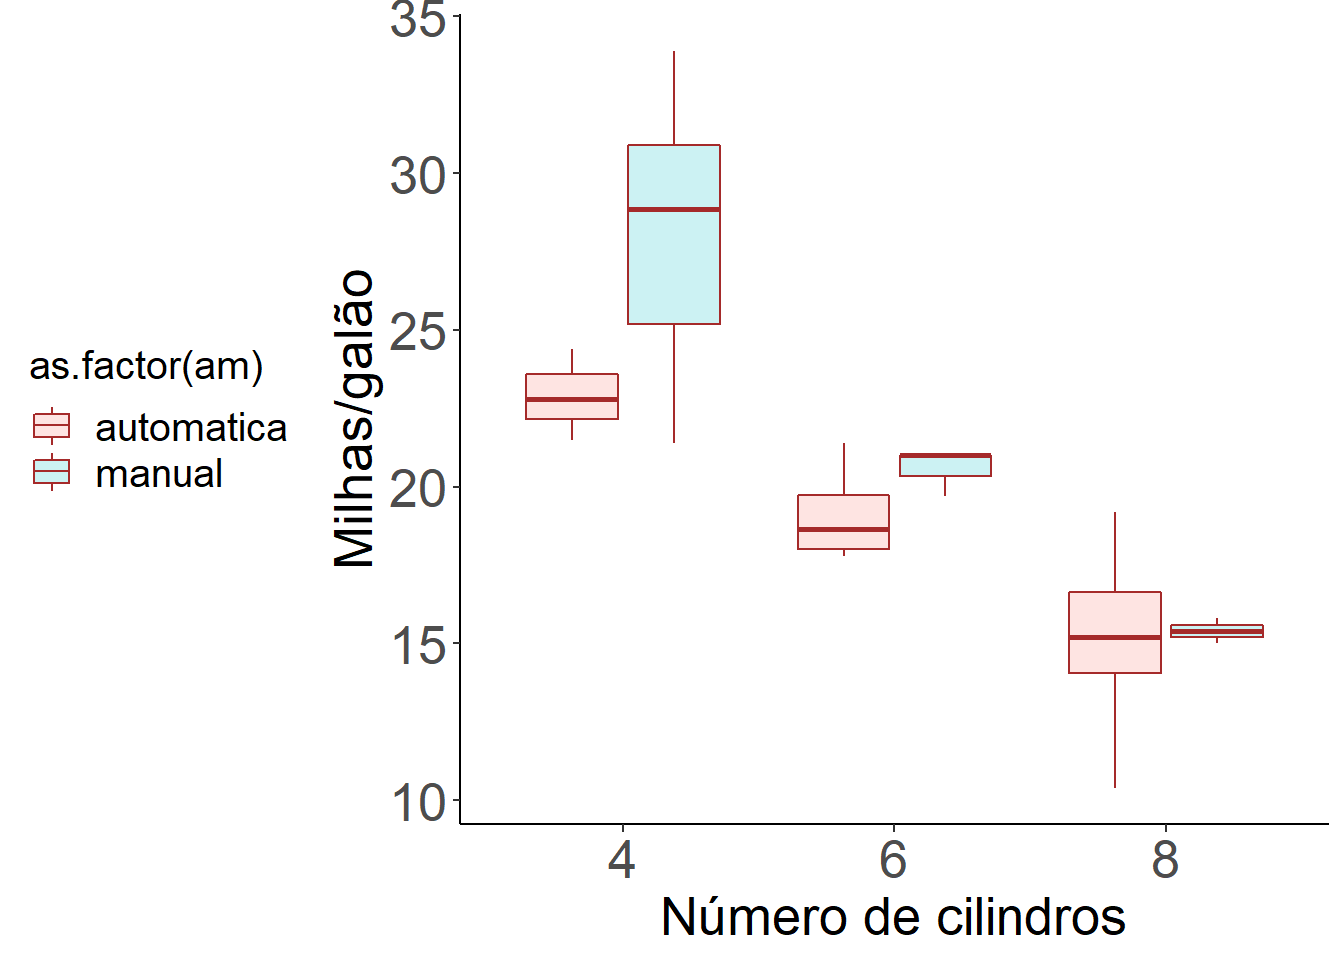 as.factor(am)
automatica
manual
Milhas/galão
35
30
25
20
15
10
4
6
8
Número de cilindros